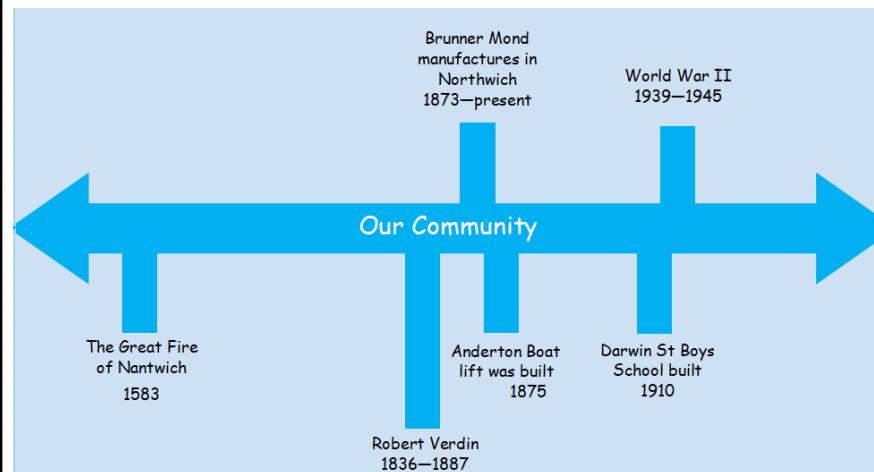 Brunner Mond
manufactures in
Northwich
1873—present
World War II
1939—1945
Our Community
The Great Fire
of Nantwich
1583
Anderton Boat
lift was built
1875
Darwin St Boys
School built
1910
Robert Verdin
1836—1887